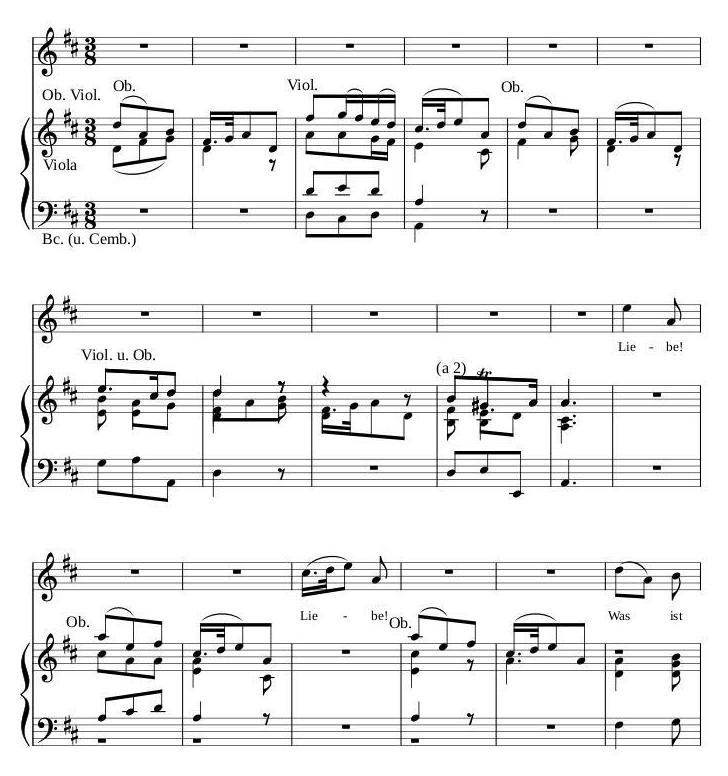 Ob. Viol.
Ob.
Viol.
Ob.
Viola
Bc. (u. Cemb.)
Viol. u. Ob.
(a 2)
tr
Lie - be!
Ob.
Lie - be!
Ob.
Was ist